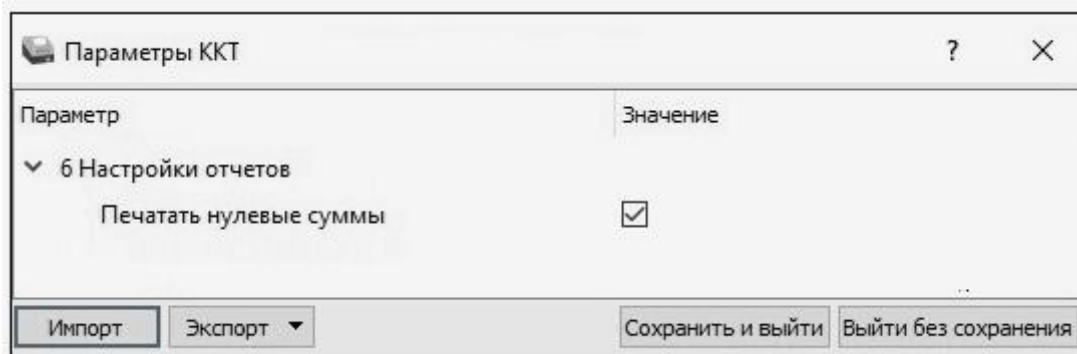 Параметры ККТ ?
Параметр Значение
6 Настройки отчетов
Печатать нулевые суммы
Импорт Экспорт Сохранить и выйти Выйти без сохранения